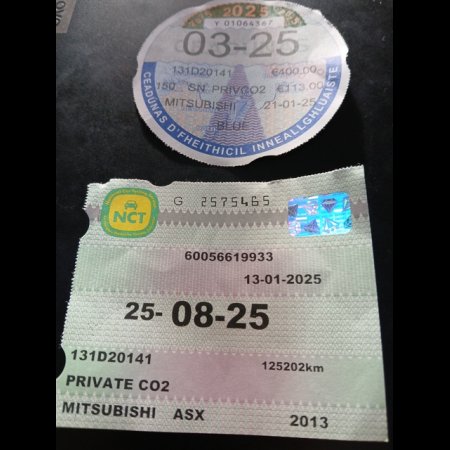 2025
Y 01064367
03-25
131D20141 €400.00
150 SN PRIVCO2 €113.00
MITSUBISHI 21-01-25
BLUE
CEADUNAS D'FHEITHICIL INNEALLGHLUAISTE
NCT
G 2575465
60056619933
13-01-2025
25- 08-25
131D20141
125202km
PRIVATE CO2
MITSUBISHI ASX 2013